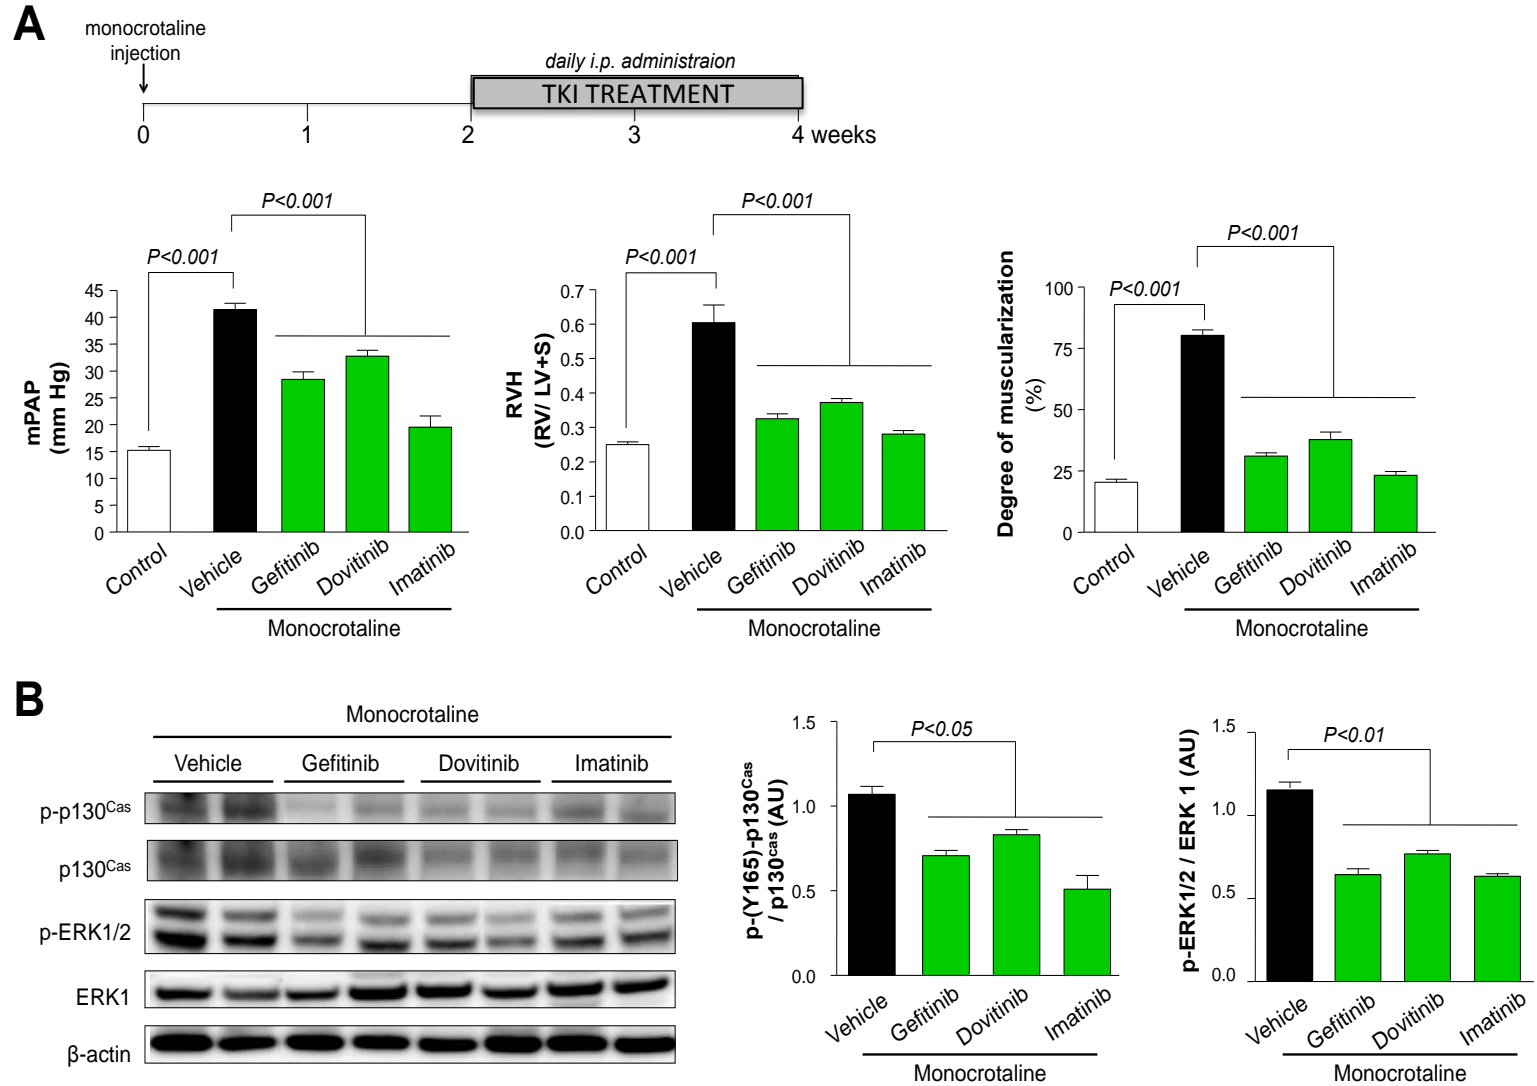 A
monocrotaline
injection
daily i.p. administraion
TKI TREATMENT
0 1 2 3 4 weeks
P<0.001
P<0.001
mPAP
(mm Hg)
45
40
35
30
25
20
15
10
5
0
Control
Vehicle
Gefitinib
Dovitinib
Imatinib
Monocrotaline
P<0.001
P<0.001
RVH
(RV/ LV+S)
0.7
0.6
0.5
0.4
0.3
0.2
0.1
0.0
Control
Vehicle
Gefitinib
Dovitinib
Imatinib
Monocrotaline
P<0.001
P<0.001
Degree of muscularization
(%)
100
75
50
25
0
Control
Vehicle
Gefitinib
Dovitinib
Imatinib
Monocrotaline
B
Monocrotaline
Vehicle Gefitinib Dovitinib Imatinib
p-p130Cas
p130Cas
p-ERK1/2
ERK1
β-actin
P<0.05
p-(Y165)-p130Cas
/ p130cas (AU)
1.5
1.0
0.5
0.0
Vehicle
Gefitinib
Dovitinib
Imatinib
Monocrotaline
P<0.01
p-ERK1/2 / ERK 1 (AU)
1.5
1.0
0.5
0.0
Vehicle
Gefitinib
Dovitinib
Imatinib
Monocrotaline